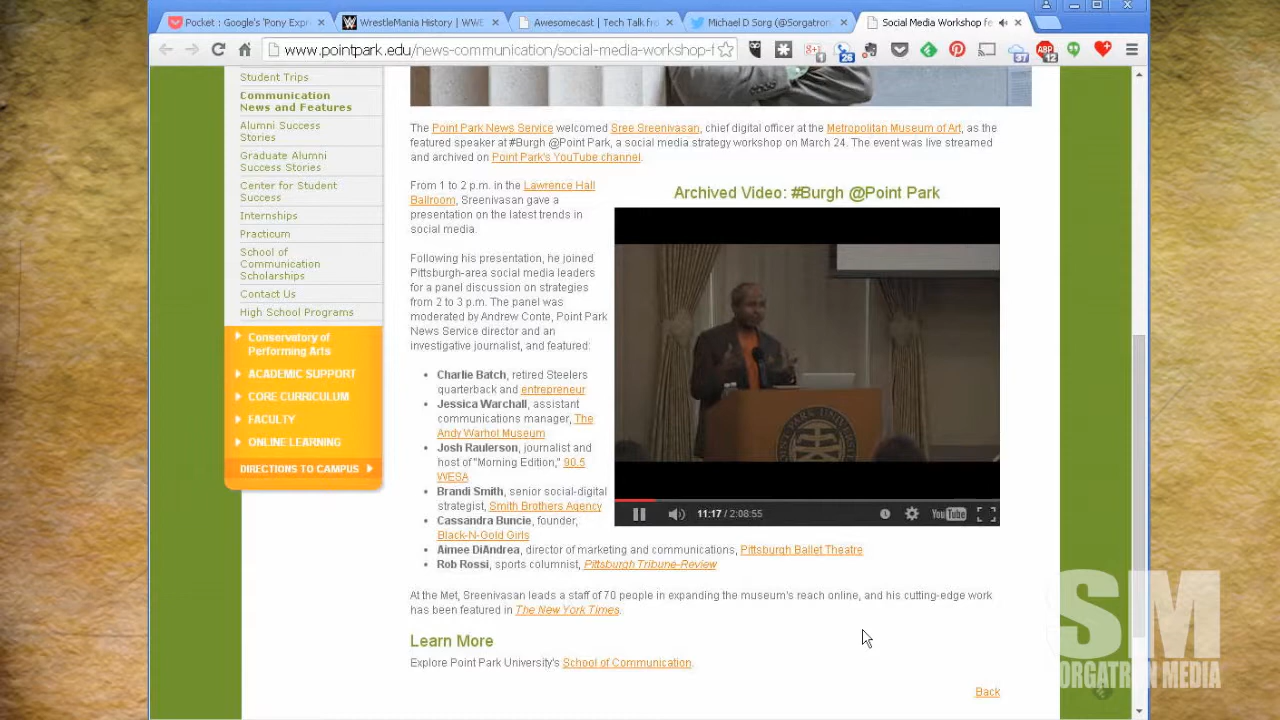 Pocket : Google's 'Pony Expr
WrestleMania History | WWE
Awesomecast | Tech Talk fro
Michael D Sorg (@Sorgatron
Social Media Workshop fe
www.pointpark.edu/news-communication/social-media-workshop-f
1
26
37
ABP
12
Student Trips
Communication
News and Features
Alumni Success
Stories
Graduate Alumni
Success Stories
Center for Student
Success
Internships
Practicum
School of
Communication
Scholarships
Contact Us
High School Programs
Conservatory of
Performing Arts
ACADEMIC SUPPORT
CORE CURRICULUM
FACULTY
ONLINE LEARNING
DIRECTIONS TO CAMPUS
The Point Park News Service welcomed Sree Sreenivasan, chief digital officer at the Metropolitan Museum of Art, as the
featured speaker at #Burgh @Point Park, a social media strategy workshop on March 24. The event was live streamed
and archived on Point Park's YouTube channel.
From 1 to 2 p.m. in the Lawrence Hall
Ballroom, Sreenivasan gave a
presentation on the latest trends in
social media.
Following his presentation, he joined
Pittsburgh-area social media leaders
for a panel discussion on strategies
from 2 to 3 p.m. The panel was
moderated by Andrew Conte, Point Park
News Service director and an
investigative journalist, and featured:
Archived Video: #Burgh @Point Park
11:17 / 2:08:55
YouTube
• Charlie Batch, retired Steelers
quarterback and entrepreneur
• Jessica Warchall, assistant
communications manager, The
Andy Warhol Museum
• Josh Raulerson, journalist and
host of "Morning Edition," 90.5
WESA
• Brandi Smith, senior social-digital
strategist, Smith Brothers Agency
• Cassandra Buncie, founder,
Black-N-Gold Girls
• Aimee DiAndrea, director of marketing and communications, Pittsburgh Ballet Theatre
• Rob Rossi, sports columnist, Pittsburgh Tribune-Review
At the Met, Sreenivasan leads a staff of 70 people in expanding the museum's reach online, and his cutting-edge work
has been featured in The New York Times.
Learn More
Explore Point Park University's School of Communication.
Back
SM
SORGATRON MEDIA